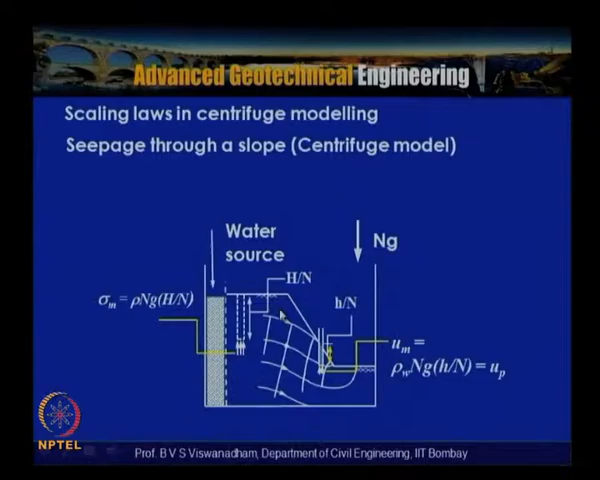 Advanced Geotechnical Engineering
Scaling laws in centrifuge modelling
Seepage through a slope (Centrifuge model)
Water
source
Ng
H/N
h/N
σm = ρNg(H/N)
um =
ρwNg(h/N) = up
NPTEL
Prof. B V S Viswanadham, Department of Civil Engineering, IIT Bombay